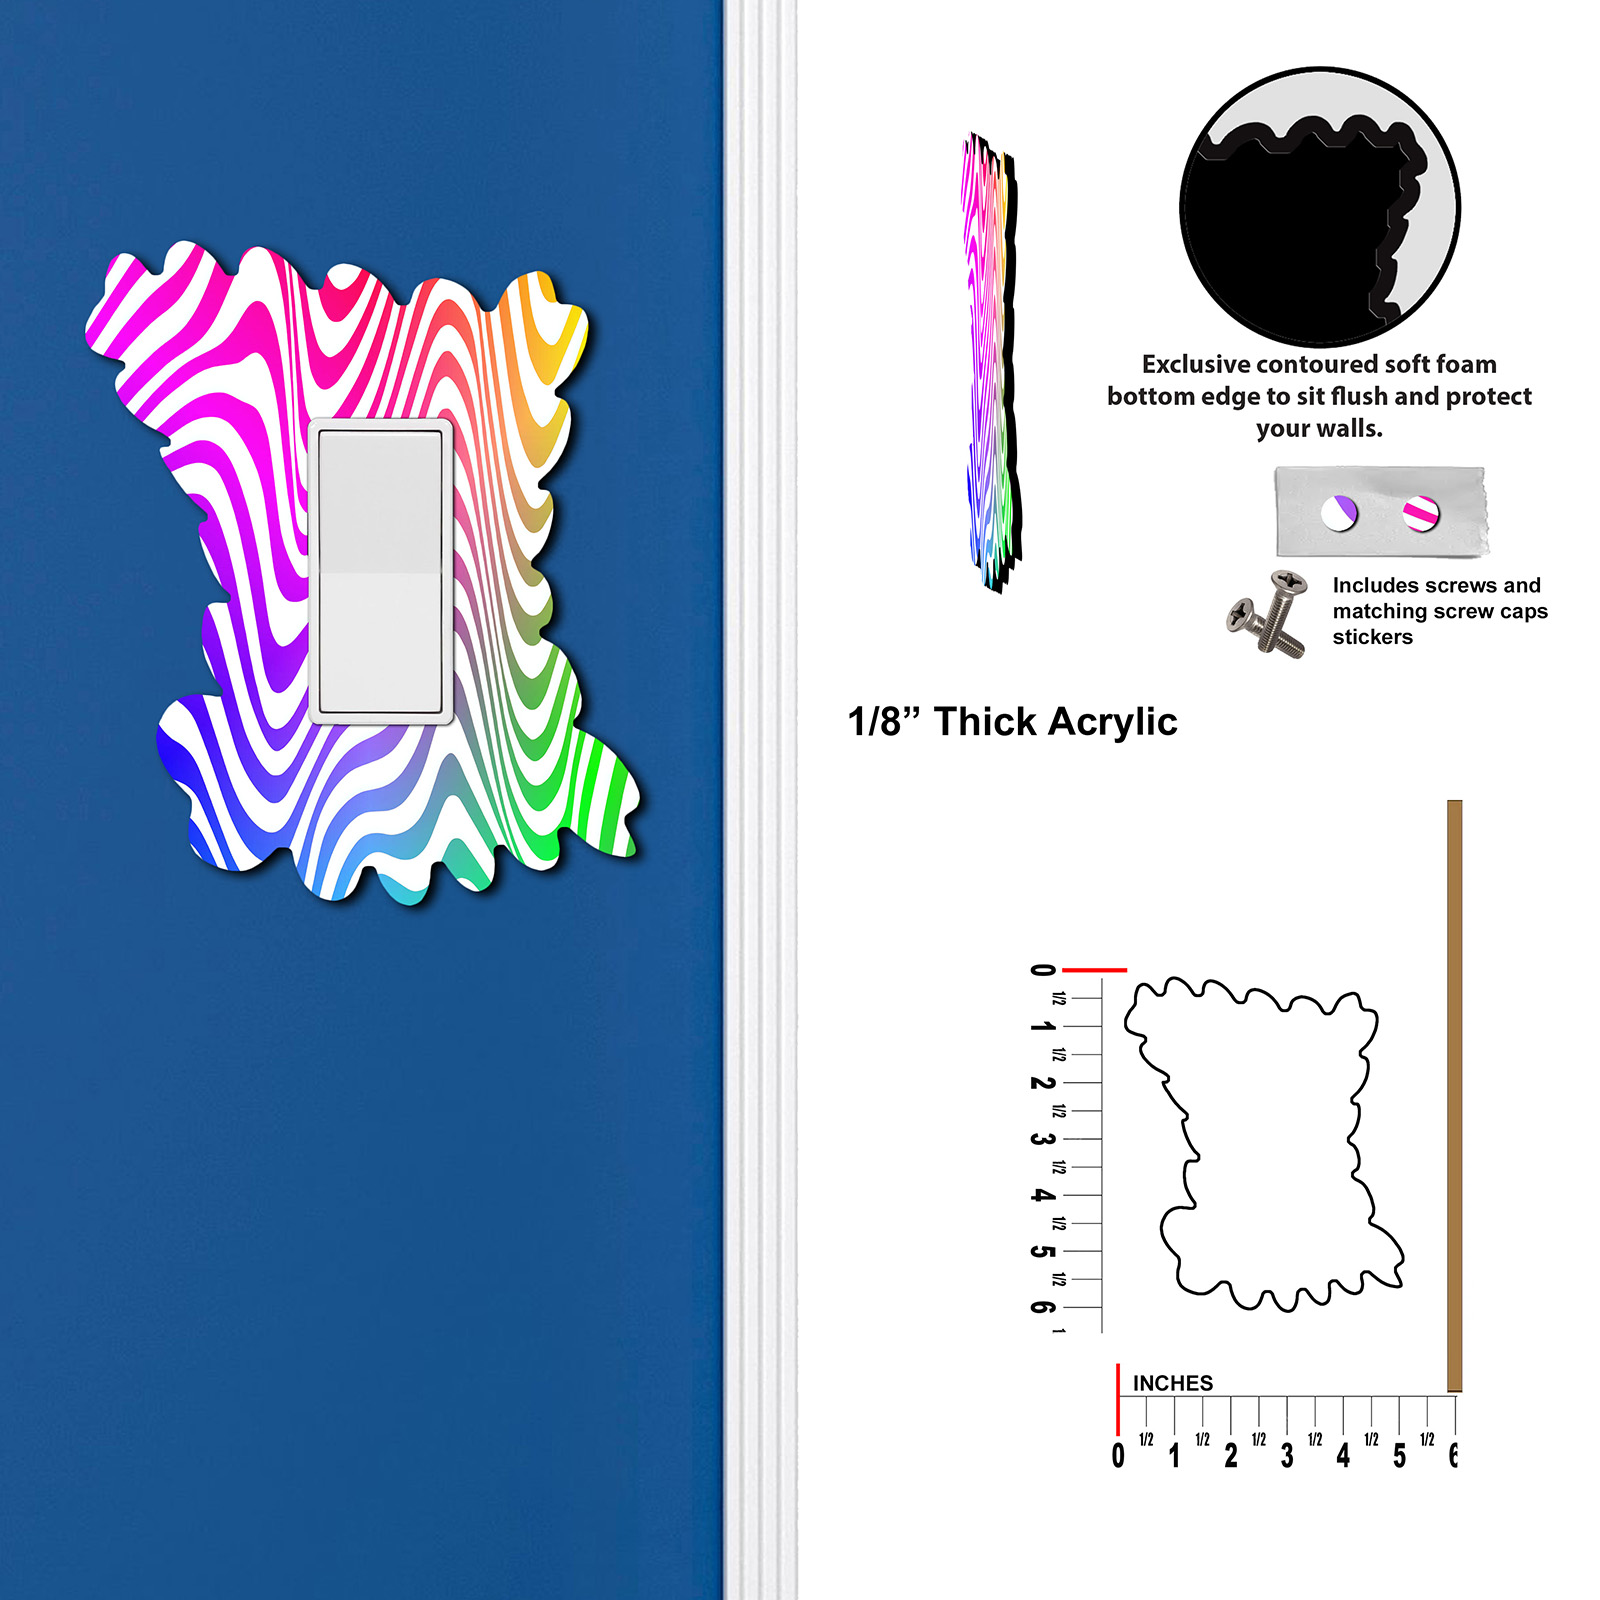 Exclusive contoured soft foam
bottom edge to sit flush and protect
your walls.
Includes screws and
matching screw caps
stickers
1/8” Thick Acrylic
0
1/2
1
1/2
2
1/2
3
1/2
4
1/2
5
1/2
6
1
INCHES
0 1/2 1 1/2 2 1/2 3 1/2 4 1/2 5 1/2 6